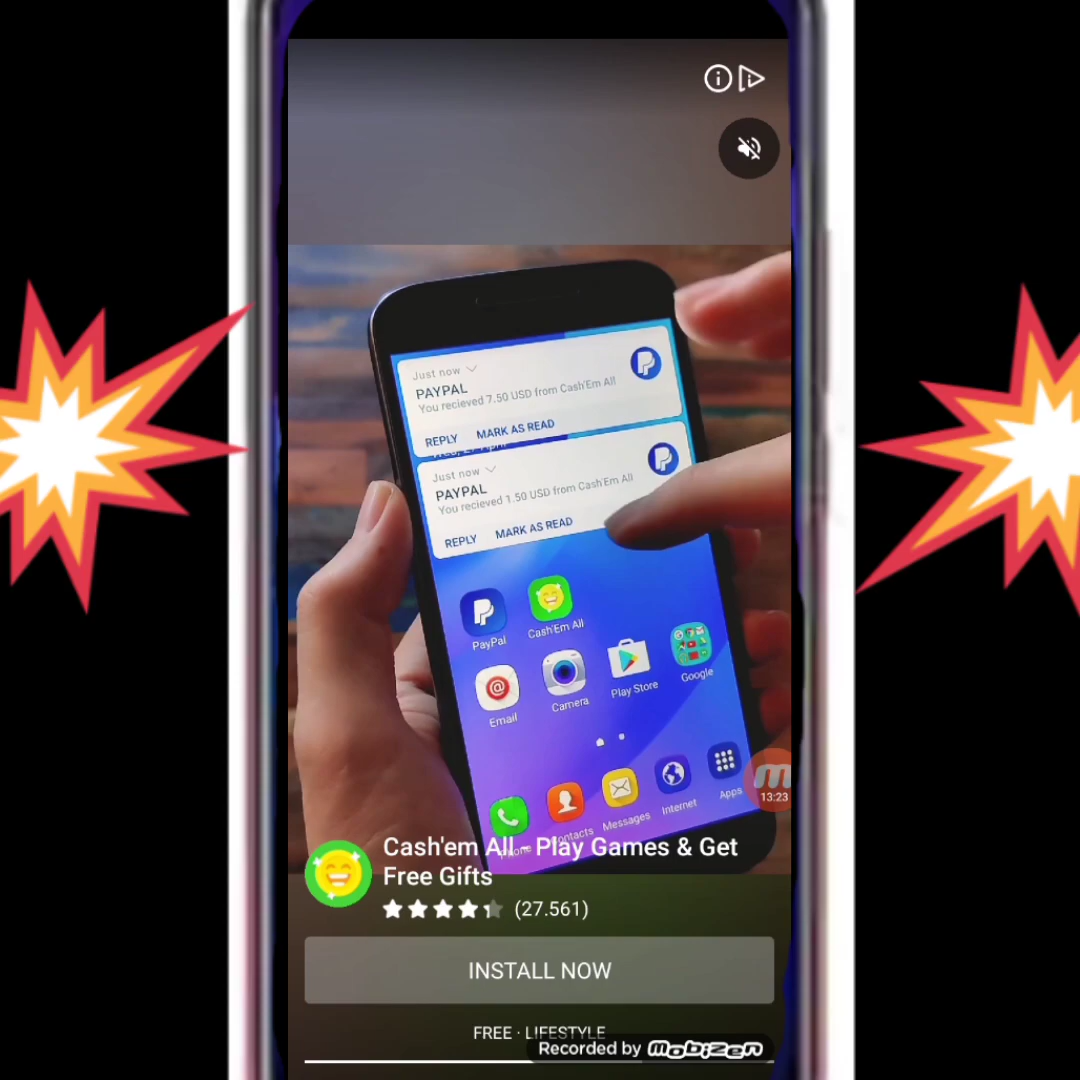 Just now
PAYPAL
You recieved 7.50 USD from Cash'Em All
REPLY MARK AS READ
Just now
PAYPAL
You recieved 1.50 USD from Cash'Em All
REPLY MARK AS READ
PayPal Cash'Em All
Email Camera Play Store Google
Phone Contacts Messages Internet Apps
13:23
Cash'em All - Play Games & Get
Free Gifts
(27.561)
INSTALL NOW
FREE · LIFESTYLE
Recorded by mobizen